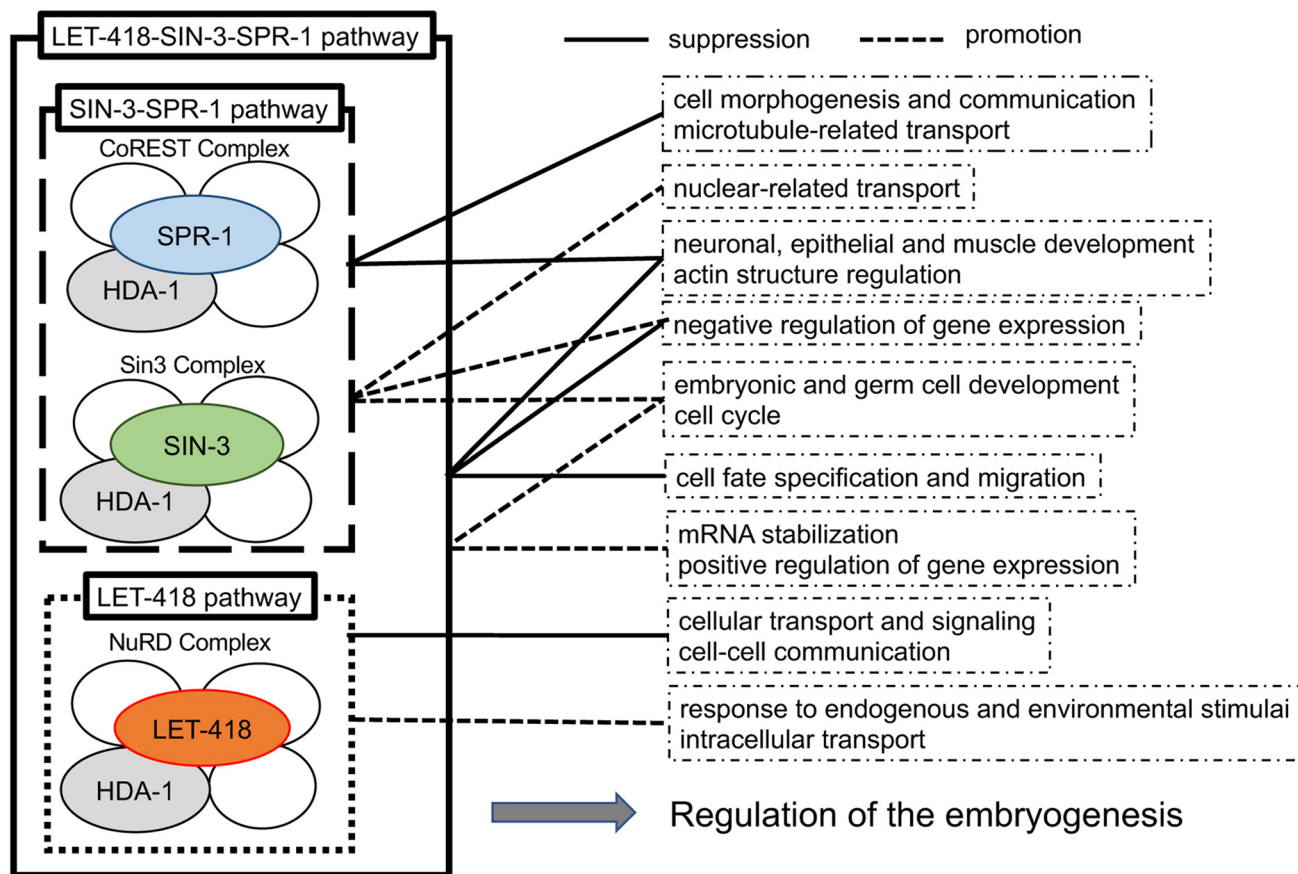 LET-418-SIN-3-SPR-1 pathway
suppression
promotion
SIN-3-SPR-1 pathway
CoREST Complex
SPR-1
HDA-1
Sin3 Complex
SIN-3
HDA-1
LET-418 pathway
NuRD Complex
LET-418
HDA-1
cell morphogenesis and communication
microtubule-related transport
nuclear-related transport
neuronal, epithelial and muscle development
actin structure regulation
negative regulation of gene expression
embryonic and germ cell development
cell cycle
cell fate specification and migration
mRNA stabilization
positive regulation of gene expression
cellular transport and signaling
cell-cell communication
response to endogenous and environmental stimulai
intracellular transport
Regulation of the embryogenesis